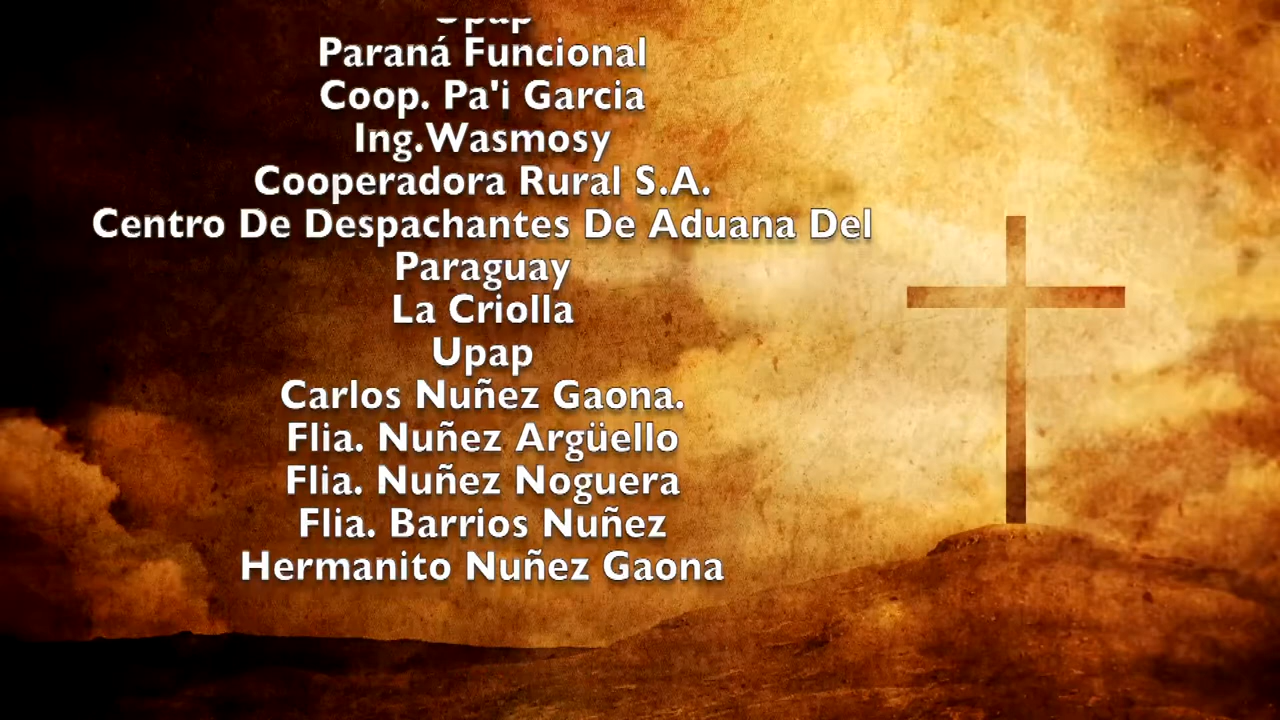 Paraná Funcional
Coop. Pa'i Garcia
Ing.Wasmosy
Cooperadora Rural S.A.
Centro De Despachantes De Aduana Del
Paraguay
La Criolla
Upap
Carlos Nuñez Gaona.
Flia. Nuñez Argüello
Flia. Nuñez Noguera
Flia. Barrios Nuñez
Hermanito Nuñez Gaona